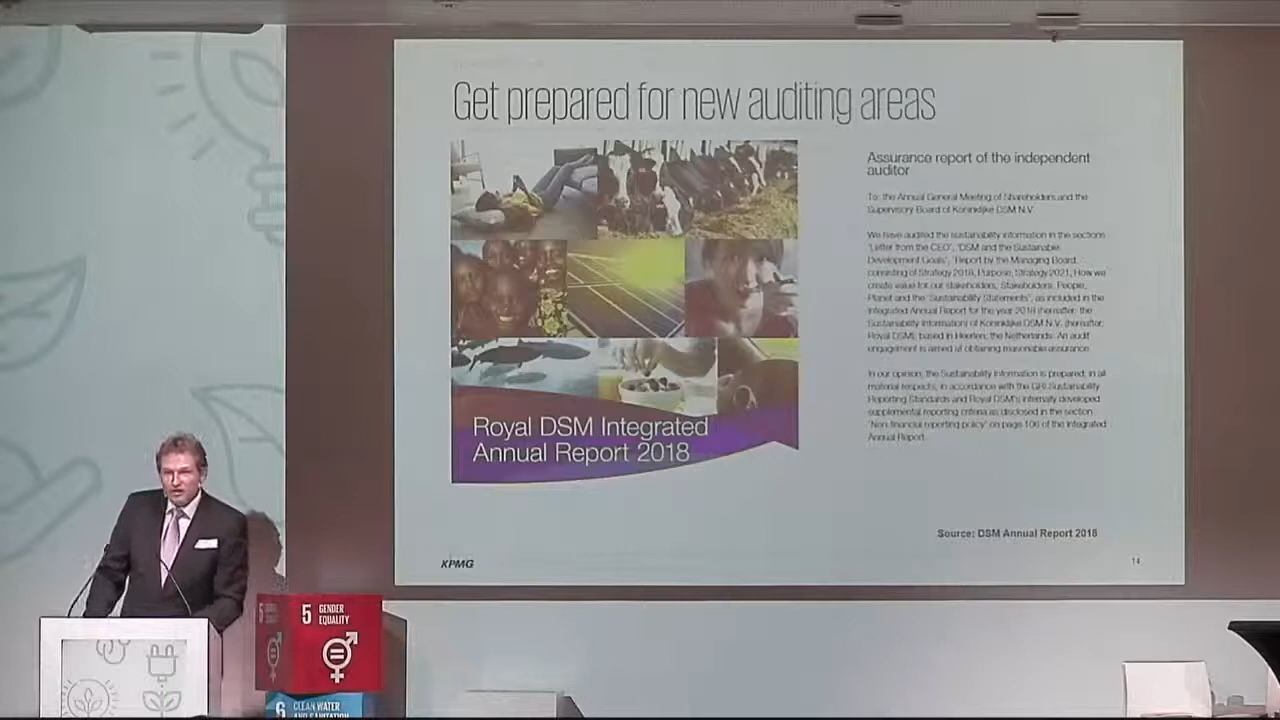 Get prepared for new auditing areas
Royal DSM Integrated
Annual Report 2018
Assurance report of the independent
auditor
To: the Annual General Meeting of Shareholders and the
Supervisory Board of Koninklijke DSM N.V.
We have audited the sustainability information in the sections
'Letter from the CEO', 'DSM and the Sustainable
Development Goals', 'Report by the Managing Board,
consisting of Strategy 2018, Purpose, Strategy 2021, How we
create value for our stakeholders, Stakeholders, People,
Planet and the 'Sustainability Statements', as included in the
Integrated Annual Report for the year 2018 (hereafter: the
Sustainability Information) of Koninklijke DSM N.V. (hereafter:
Royal DSM), based in Heerlen, the Netherlands. An audit
engagement is aimed at obtaining reasonable assurance.
In our opinion, the Sustainability Information is prepared, in all
material respects, in accordance with the GRI Sustainability
Reporting Standards and Royal DSM's internally developed
supplemental reporting criteria as disclosed in the section
'Non-financial reporting policy' on page 106 of the Integrated
Annual Report.
Source: DSM Annual Report 2018
KPMG
14
5 GENDER
EQUALITY
5
6 CLEAN WATER
AND SANITATION